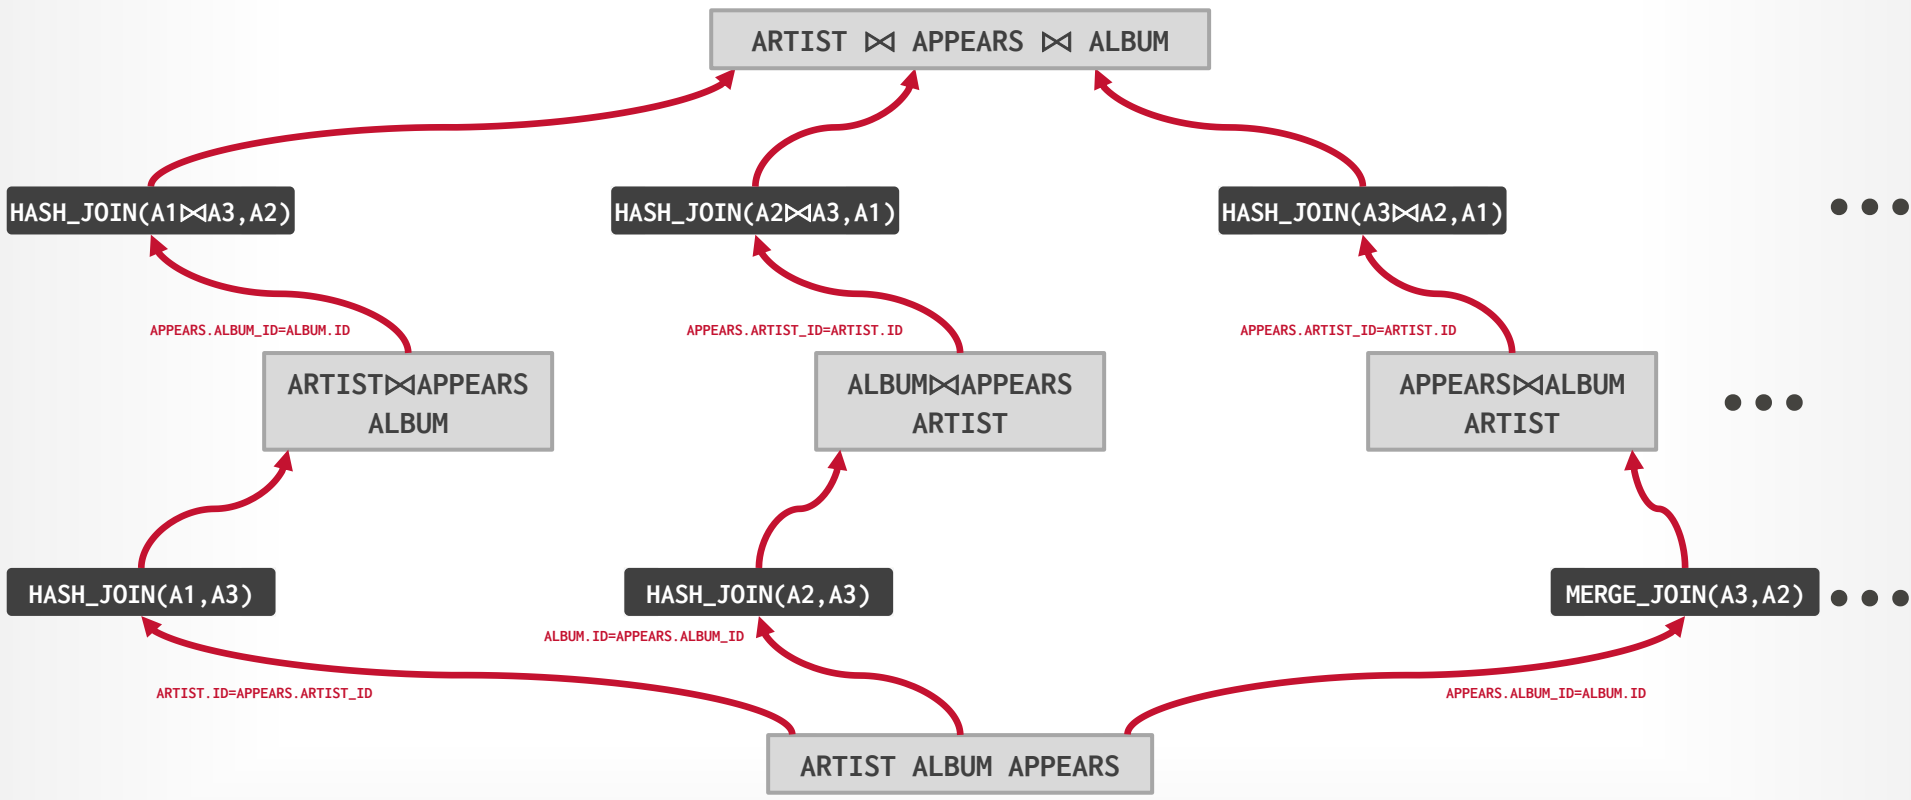 ARTIST ⋈ APPEARS ⋈ ALBUM
HASH_JOIN(A1⋈A3,A2)
HASH_JOIN(A2⋈A3,A1)
HASH_JOIN(A3⋈A2,A1)
APPEARS.ALBUM_ID=ALBUM.ID
APPEARS.ARTIST_ID=ARTIST.ID
APPEARS.ARTIST_ID=ARTIST.ID
ARTIST⋈APPEARS
ALBUM
ALBUM⋈APPEARS
ARTIST
APPEARS⋈ALBUM
ARTIST
HASH_JOIN(A1,A3)
HASH_JOIN(A2,A3)
MERGE_JOIN(A3,A2)
ALBUM.ID=APPEARS.ALBUM_ID
ARTIST.ID=APPEARS.ARTIST_ID
APPEARS.ALBUM_ID=ALBUM.ID
ARTIST ALBUM APPEARS